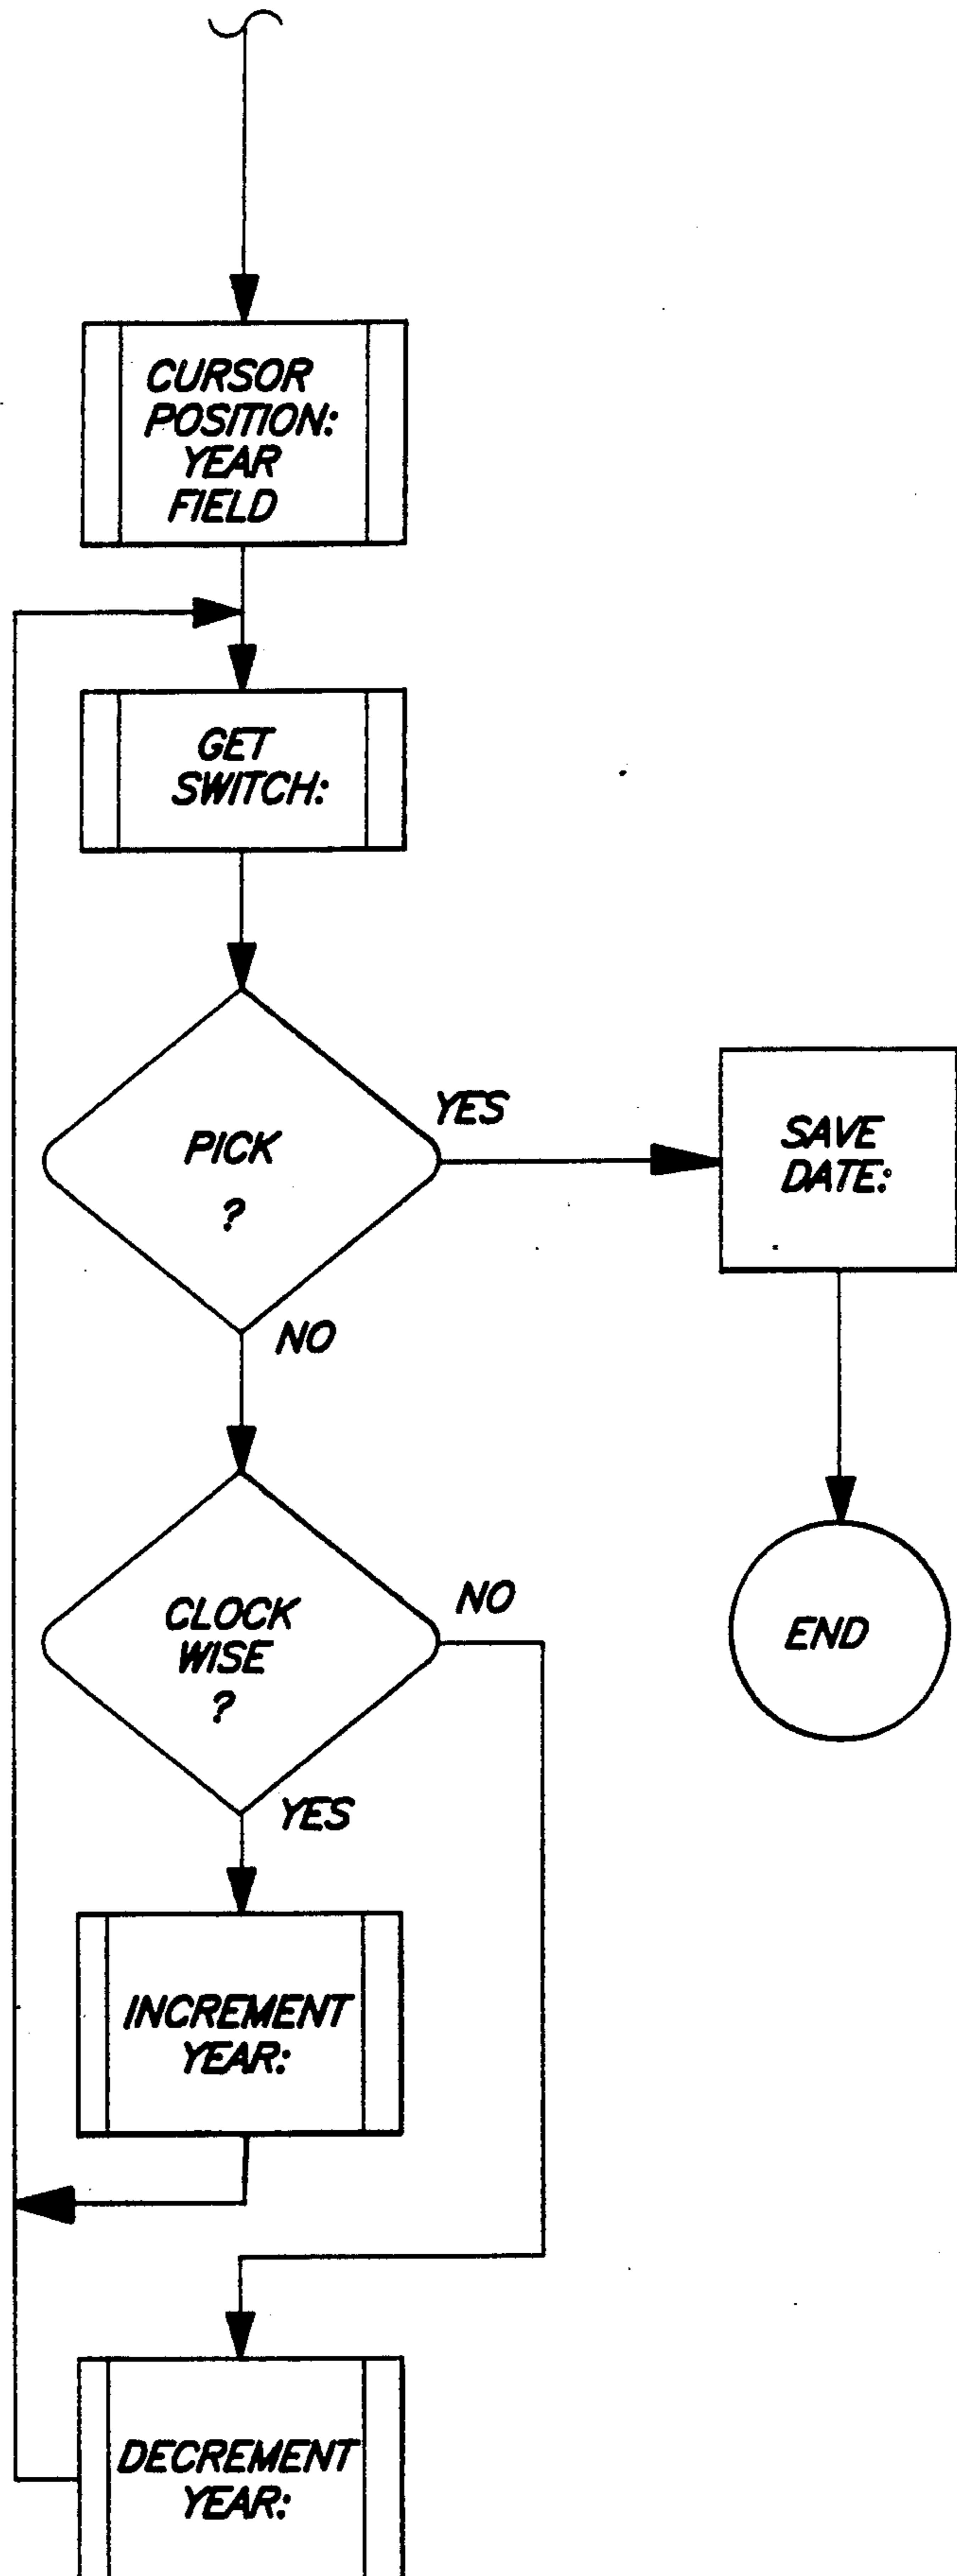 CURSOR
POSITION:
YEAR
FIELD
GET
SWITCH:
PICK
?
YES
SAVE
DATE:
NO
CLOCK
WISE
?
NO
END
YES
INCREMENT
YEAR:
DECREMENT
YEAR: